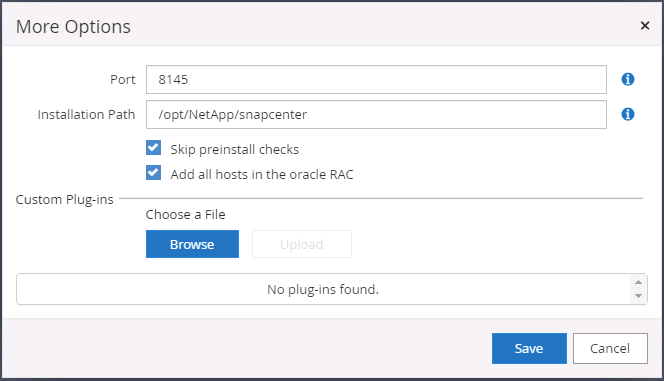 More Options
Port 8145
Installation Path /opt/NetApp/snapcenter
Skip preinstall checks
Add all hosts in the oracle RAC
Custom Plug-ins
Choose a File
Browse Upload
No plug-ins found.
Save Cancel